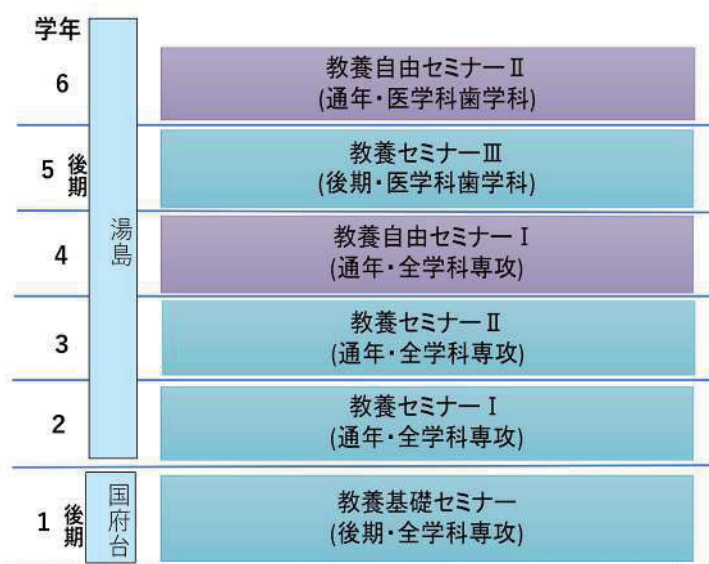 学年
6
教養自由セミナーⅡ
(通年・医学科歯学科)
5 後期
教養セミナーⅢ
(後期・医学科歯学科)
湯島
4
教養自由セミナーⅠ
(通年・全学科専攻)
3
教養セミナーⅡ
(通年・全学科専攻)
2
教養セミナーⅠ
(通年・全学科専攻)
1 後期
国府台
教養基礎セミナー
(後期・全学科専攻)